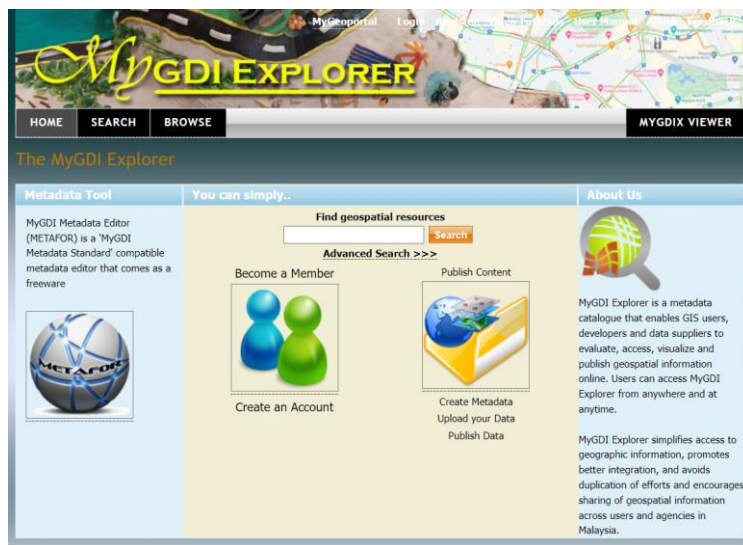 MyGeoportal Login
MyGDI EXPLORER
HOME SEARCH BROWSE MYGDIX VIEWER
The MyGDI Explorer
Metadata Tool
MyGDI Metadata Editor
(METAFOR) is a 'MyGDI
Metadata Standard' compatible
metadata editor that comes as a
freeware
METAFOR
You can simply..
Find geospatial resources
Search
Advanced Search >>>
Become a Member
Create an Account
Publish Content
Create Metadata
Upload your Data
Publish Data
About Us
MyGDI Explorer is a metadata
catalogue that enables GIS users,
developers and data suppliers to
evaluate, access, visualize and
publish geospatial information
online. Users can access MyGDI
Explorer from anywhere and at
anytime.
MyGDI Explorer simplifies access to
geographic information, promotes
better integration, and avoids
duplication of efforts and encourages
sharing of geospatial information
across users and agencies in
Malaysia.